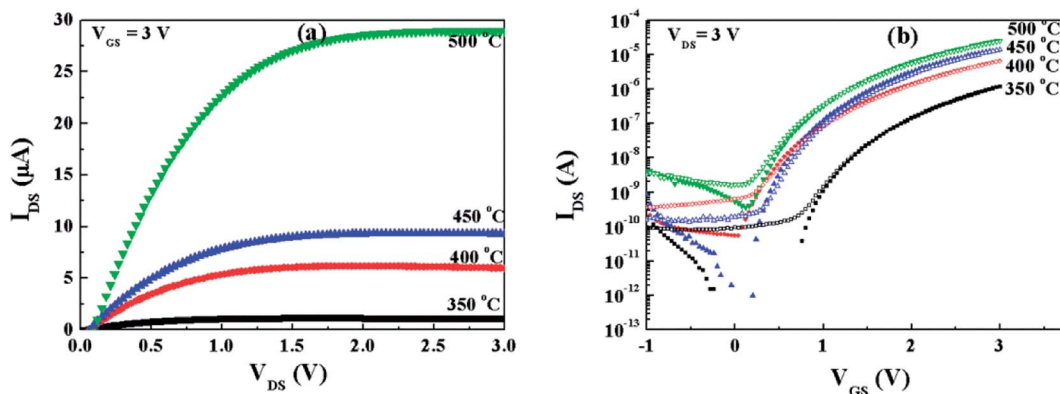 V_GS = 3 V
(a)
500 °C
450 °C
400 °C
350 °C
30
25
20
15
10
5
0
0.0 0.5 1.0 1.5 2.0 2.5 3.0
I_DS (µA)
V_DS (V)
V_DS = 3 V
(b)
500 °C
450 °C
400 °C
350 °C
10^-4
10^-5
10^-6
10^-7
10^-8
10^-9
10^-10
10^-11
10^-12
10^-13
-1 0 1 2 3
I_DS (A)
V_GS (V)